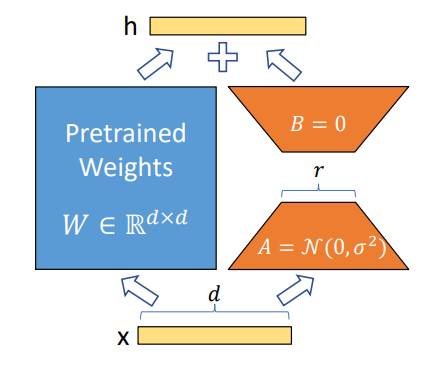 h
Pretrained
Weights
W ∈ ℝ^{d×d}
B = 0
r
A = 𝒩(0, σ²)
d
x